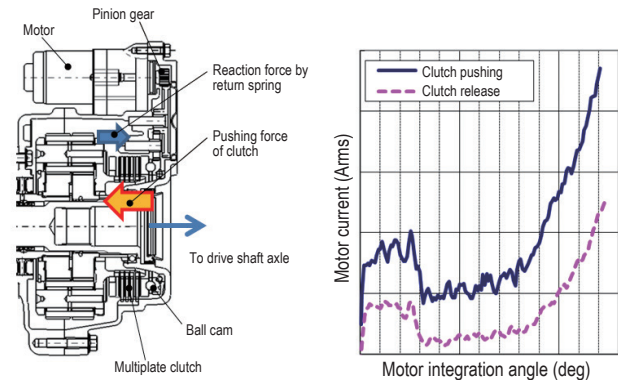 Pinion gear
Motor
Reaction force by
return spring
Pushing force
of clutch
To drive shaft axle
Ball cam
Multiplate clutch
Clutch pushing
Clutch release
Motor current (Arms)
Motor integration angle (deg)